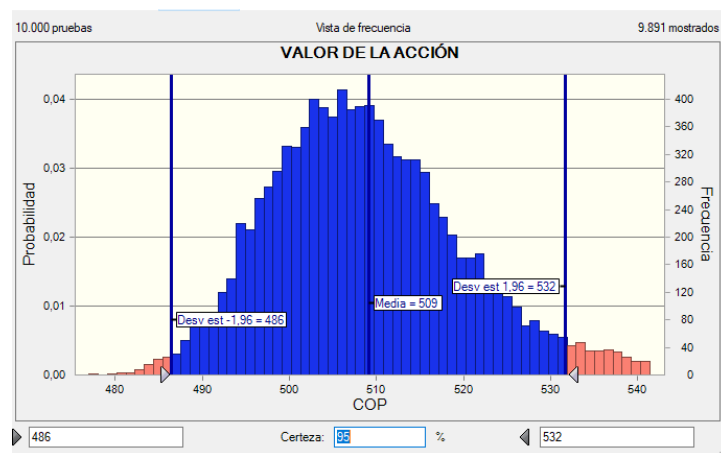 10.000 pruebas Vista de frecuencia 9.891 mostrados
VALOR DE LA ACCIÓN
Probabilidad
0,04
0,03
0,02
0,01
0,00
Desv est -1,96 = 486
Media = 509
Desv est 1,96 = 532
400
360
320
280
240
200
160
120
80
40
0
Frecuencia
480 490 500 510 520 530 540
COP
486 Certeza: 95 % 532